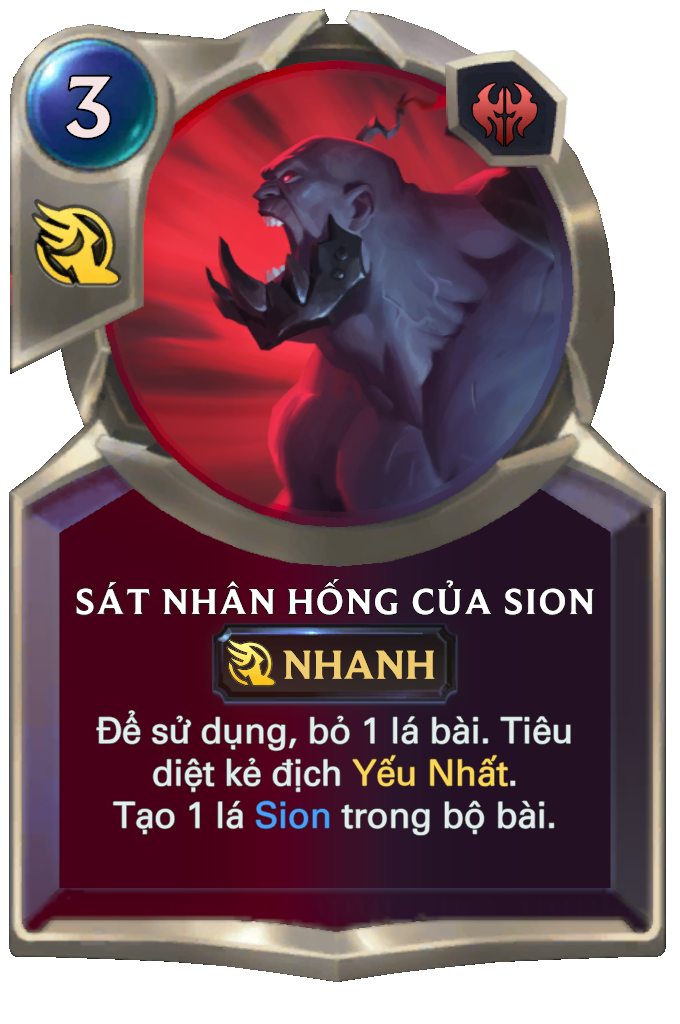 3
SÁT NHÂN HỐNG CỦA SION
NHANH
Để sử dụng, bỏ 1 lá bài. Tiêu
diệt kẻ địch Yếu Nhất.
Tạo 1 lá Sion trong bộ bài.